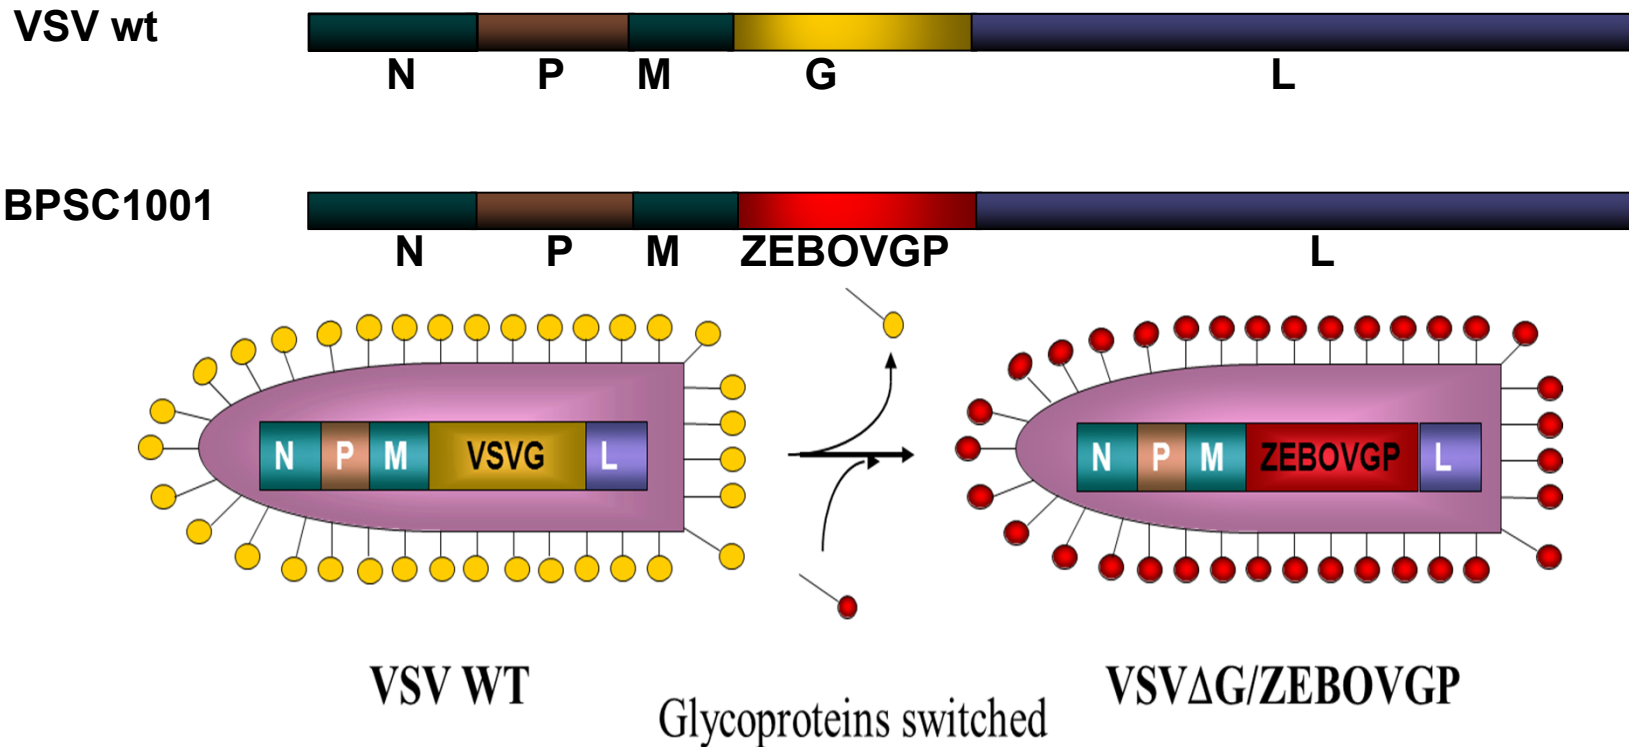 VSV wt
N P M G L
BPSC1001
N P M ZEBOVGP L
N P M VSVG L
N P M ZEBOVGP L
VSV WT
VSVΔG/ZEBOVGP
Glycoproteins switched